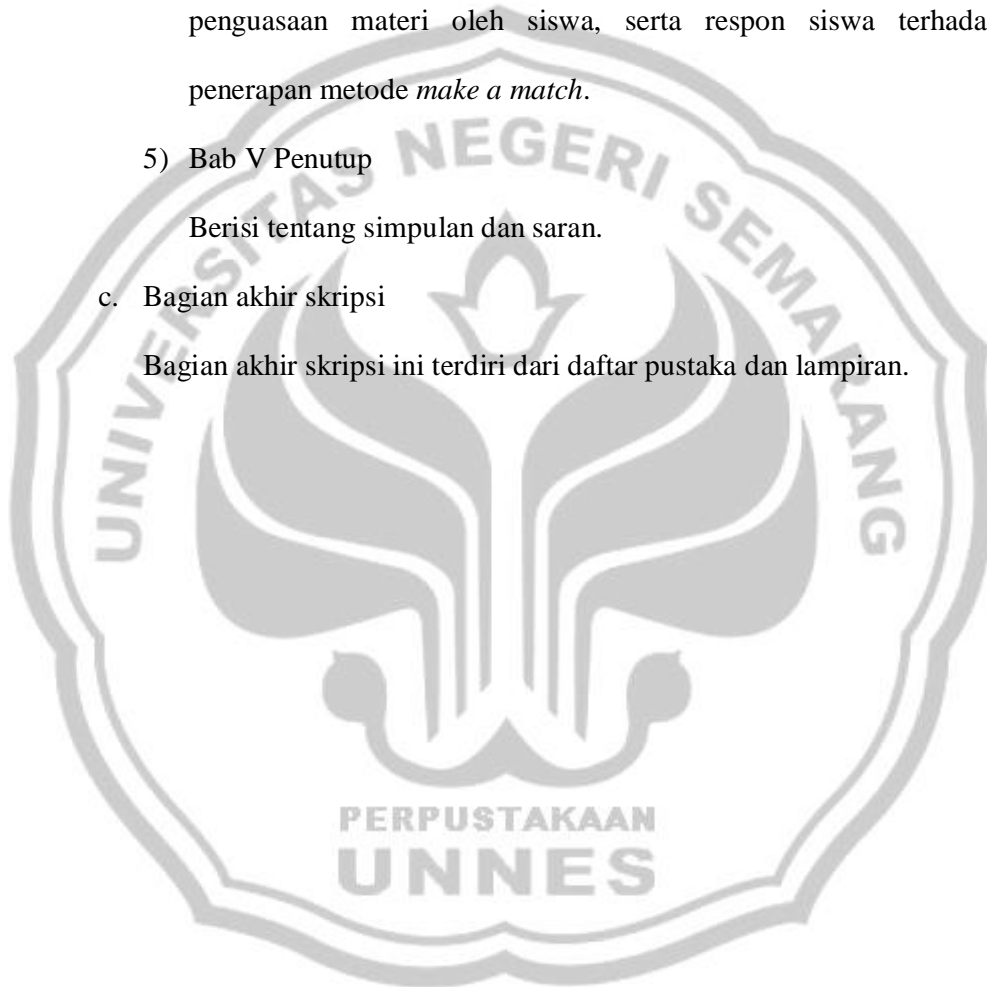 penguasaan materi oleh siswa, serta respon siswa terhada
penerapan metode make a match.
5) Bab V Penutup
Berisi tentang simpulan dan saran.
c. Bagian akhir skripsi
Bagian akhir skripsi ini terdiri dari daftar pustaka dan lampiran.
UNIVERSITAS NEGERI SEMARANG
PERPUSTAKAAN
UNNES